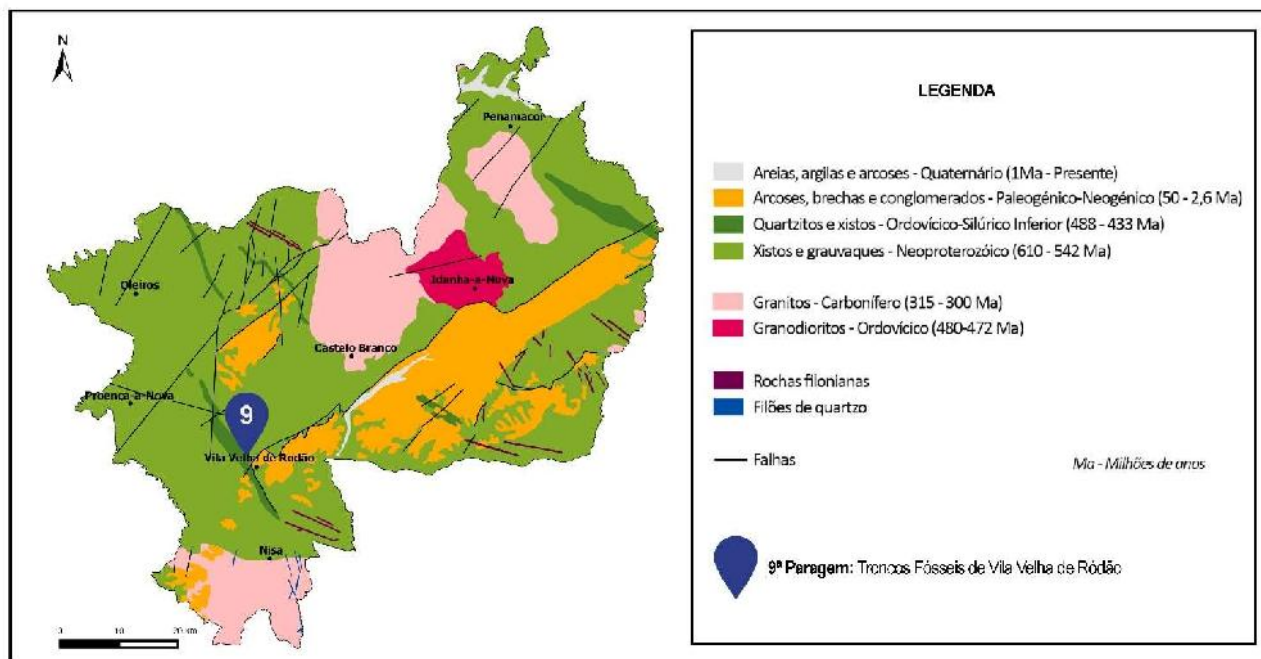 N
Penamacor
Oleiros
Idanha-a-Nova
Castelo Branco
Proença-a-Nova
9
Vila Velha de Rodão
Nisa
0 10 20 km
LEGENDA
Areias, argilas e arcoses - Quaternário (1Ma - Presente)
Arcoses, brechas e conglomerados - Paleogénico-Neogénico (50 - 2,6 Ma)
Quartzitos e xistos - Ordovícico-Silúrico Inferior (488 - 433 Ma)
Xistos e grauvaques - Neoproterozóico (610 - 542 Ma)
Granitos - Carbonífero (315 - 300 Ma)
Granodioritos - Ordovícico (480-472 Ma)
Rochas filonianas
Filões de quartzo
Falhas
Ma - Milhões de anos
9ª Paragem: Troncos Fósseis de Vila Velha de Ródão